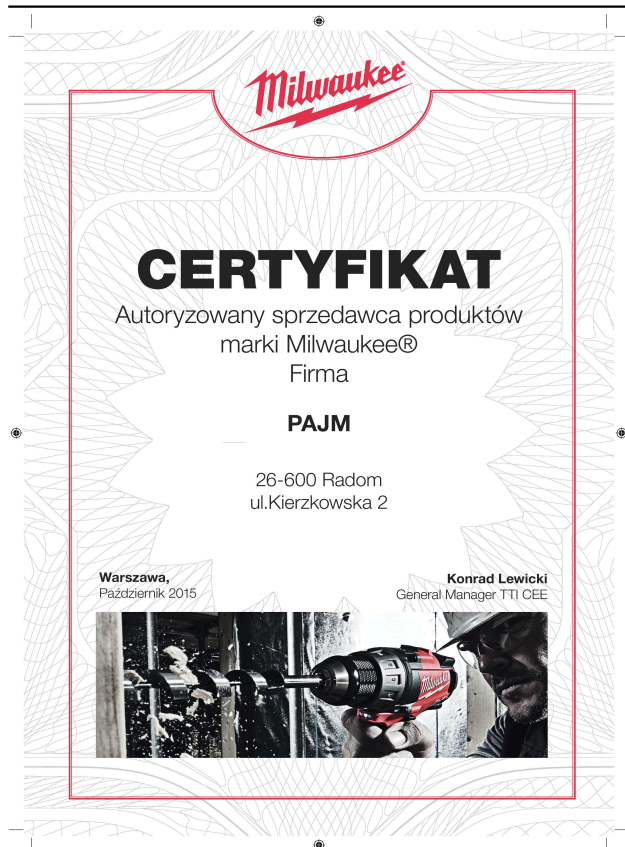 Milwaukee®
CERTYFIKAT
Autoryzowany sprzedawca produktów
marki Milwaukee®
Firma
PAJM
26-600 Radom
ul.Kierzkowska 2
Warszawa,
Październik 2015
Konrad Lewicki
General Manager TTI CEE
Milwaukee